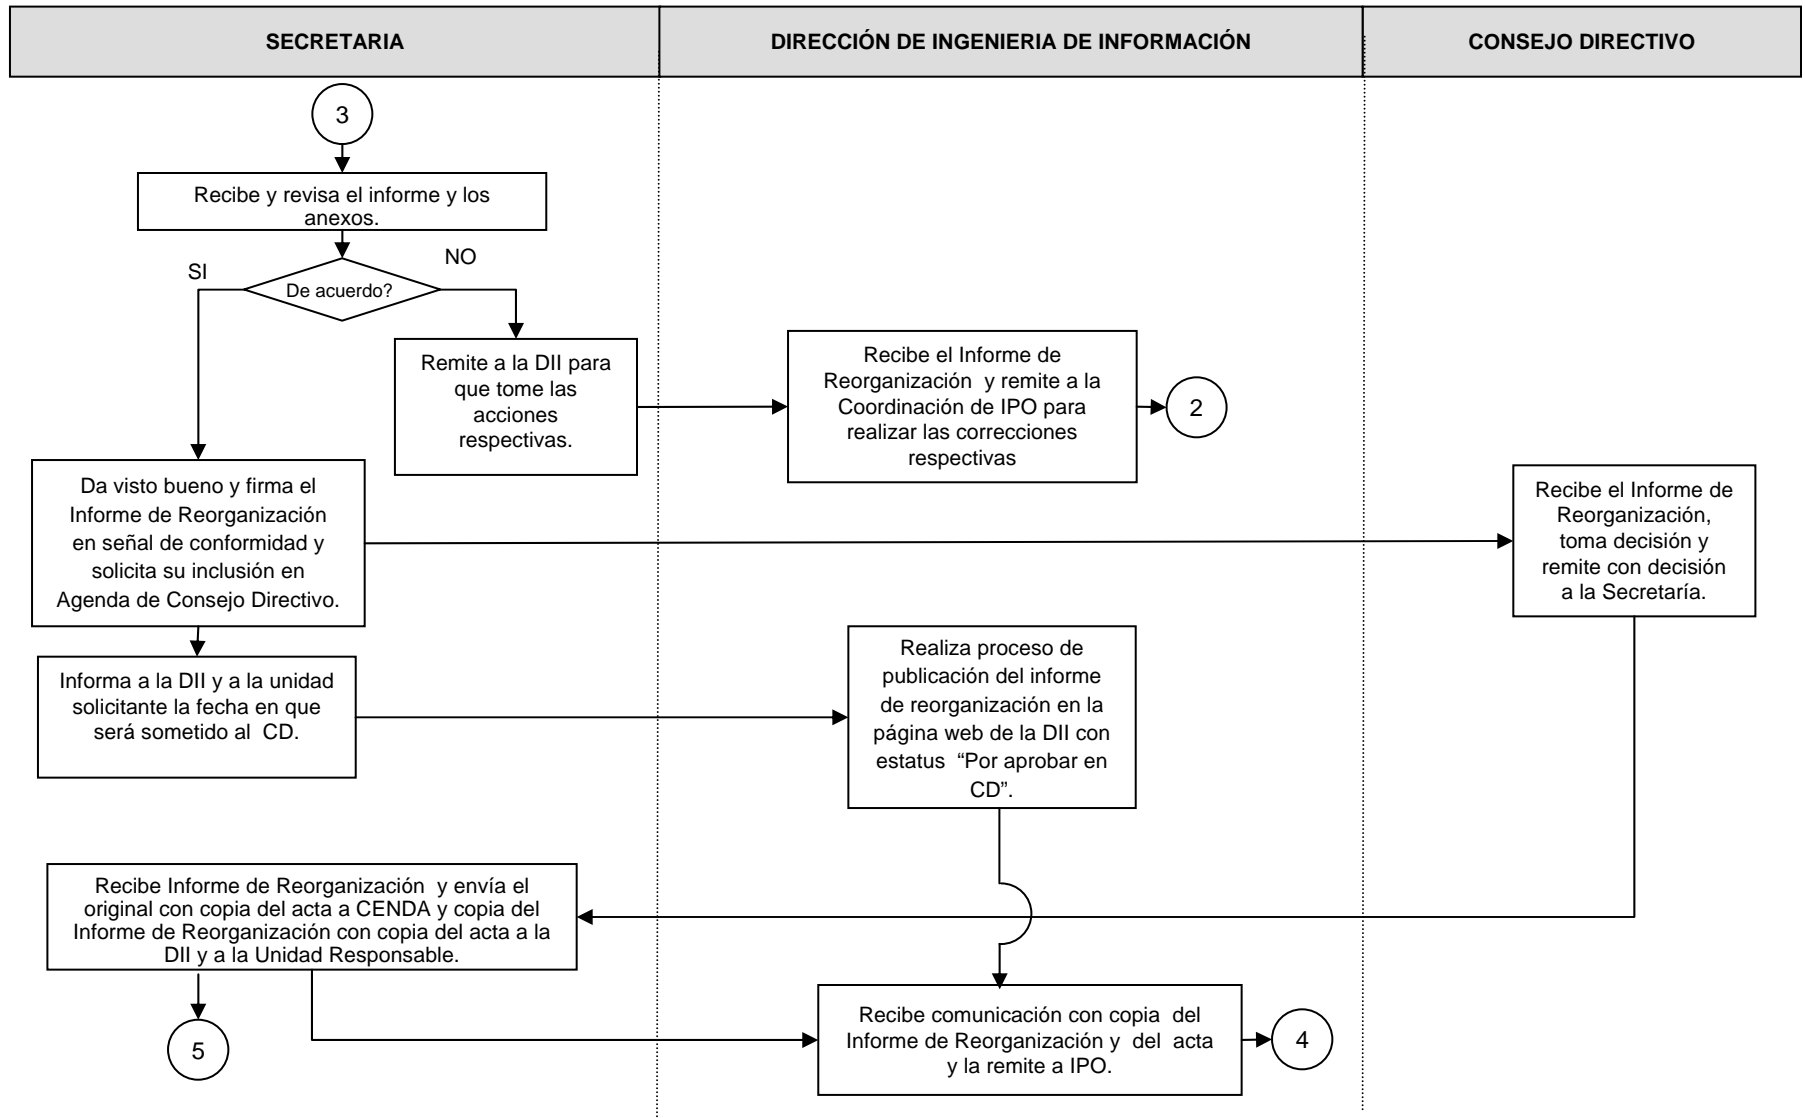 SECRETARIA
DIRECCIÓN DE INGENIERIA DE INFORMACIÓN
CONSEJO DIRECTIVO
3
Recibe y revisa el informe y los
anexos.
SI
NO
De acuerdo?
Remite a la DII para
que tome las
acciones
respectivas.
Recibe el Informe de
Reorganización y remite a la
Coordinación de IPO para
realizar las correcciones
respectivas
2
Da visto bueno y firma el
Informe de Reorganización
en señal de conformidad y
solicita su inclusión en
Agenda de Consejo Directivo.
Recibe el Informe de
Reorganización,
toma decisión y
remite con decisión
a la Secretaría.
Informa a la DII y a la unidad
solicitante la fecha en que
será sometido al CD.
Realiza proceso de
publicación del informe
de reorganización en la
página web de la DII con
estatus “Por aprobar en
CD”.
Recibe Informe de Reorganización y envía el
original con copia del acta a CENDA y copia del
Informe de Reorganización con copia del acta a la
DII y a la Unidad Responsable.
5
Recibe comunicación con copia del
Informe de Reorganización y del acta
y la remite a IPO.
4